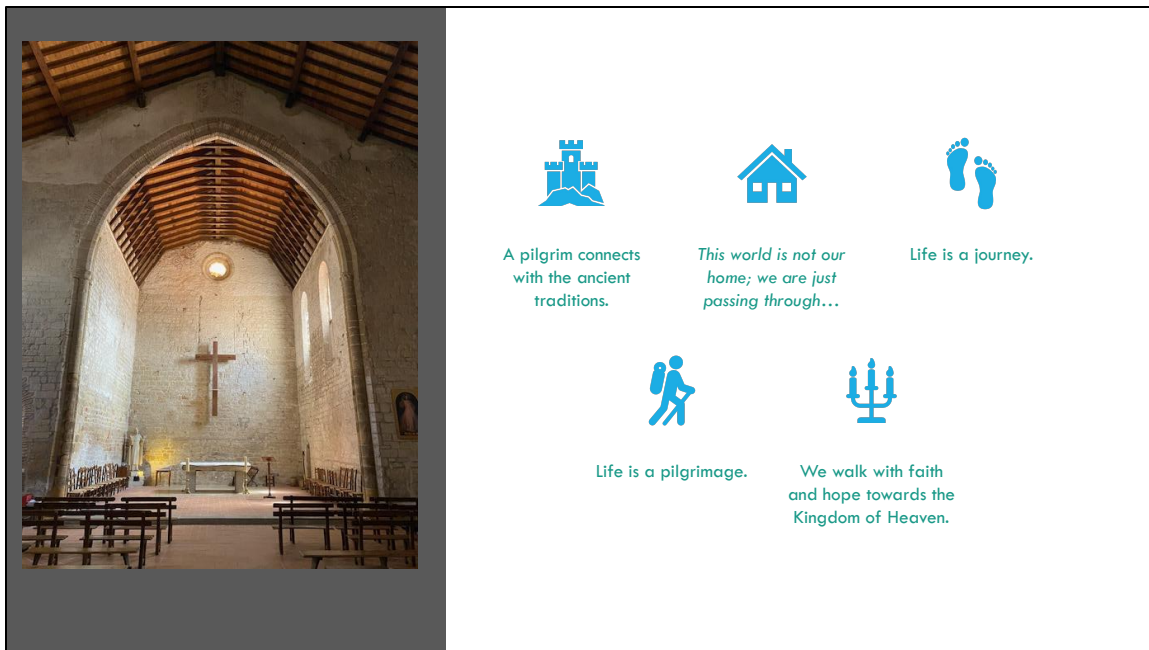 A pilgrim connects
with the ancient
traditions.
This world is not our
home; we are just
passing through…
Life is a journey.
Life is a pilgrimage.
We walk with faith
and hope towards the
Kingdom of Heaven.